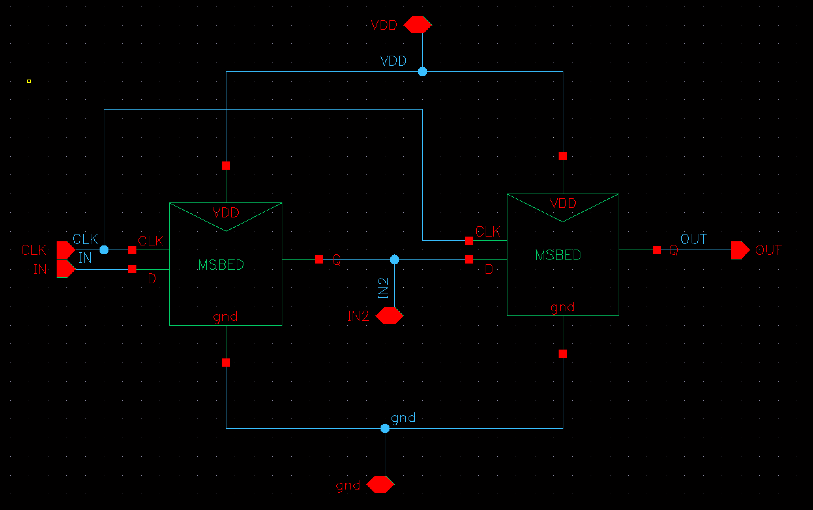 VDD
VDD
VDD
VDD
CLK
CLK
CLK
CLK
IN
IN
D
MSBED
Q
D
MSBED
Q
OUT
OUT
IN2
IN2
gnd
gnd
gnd
gnd